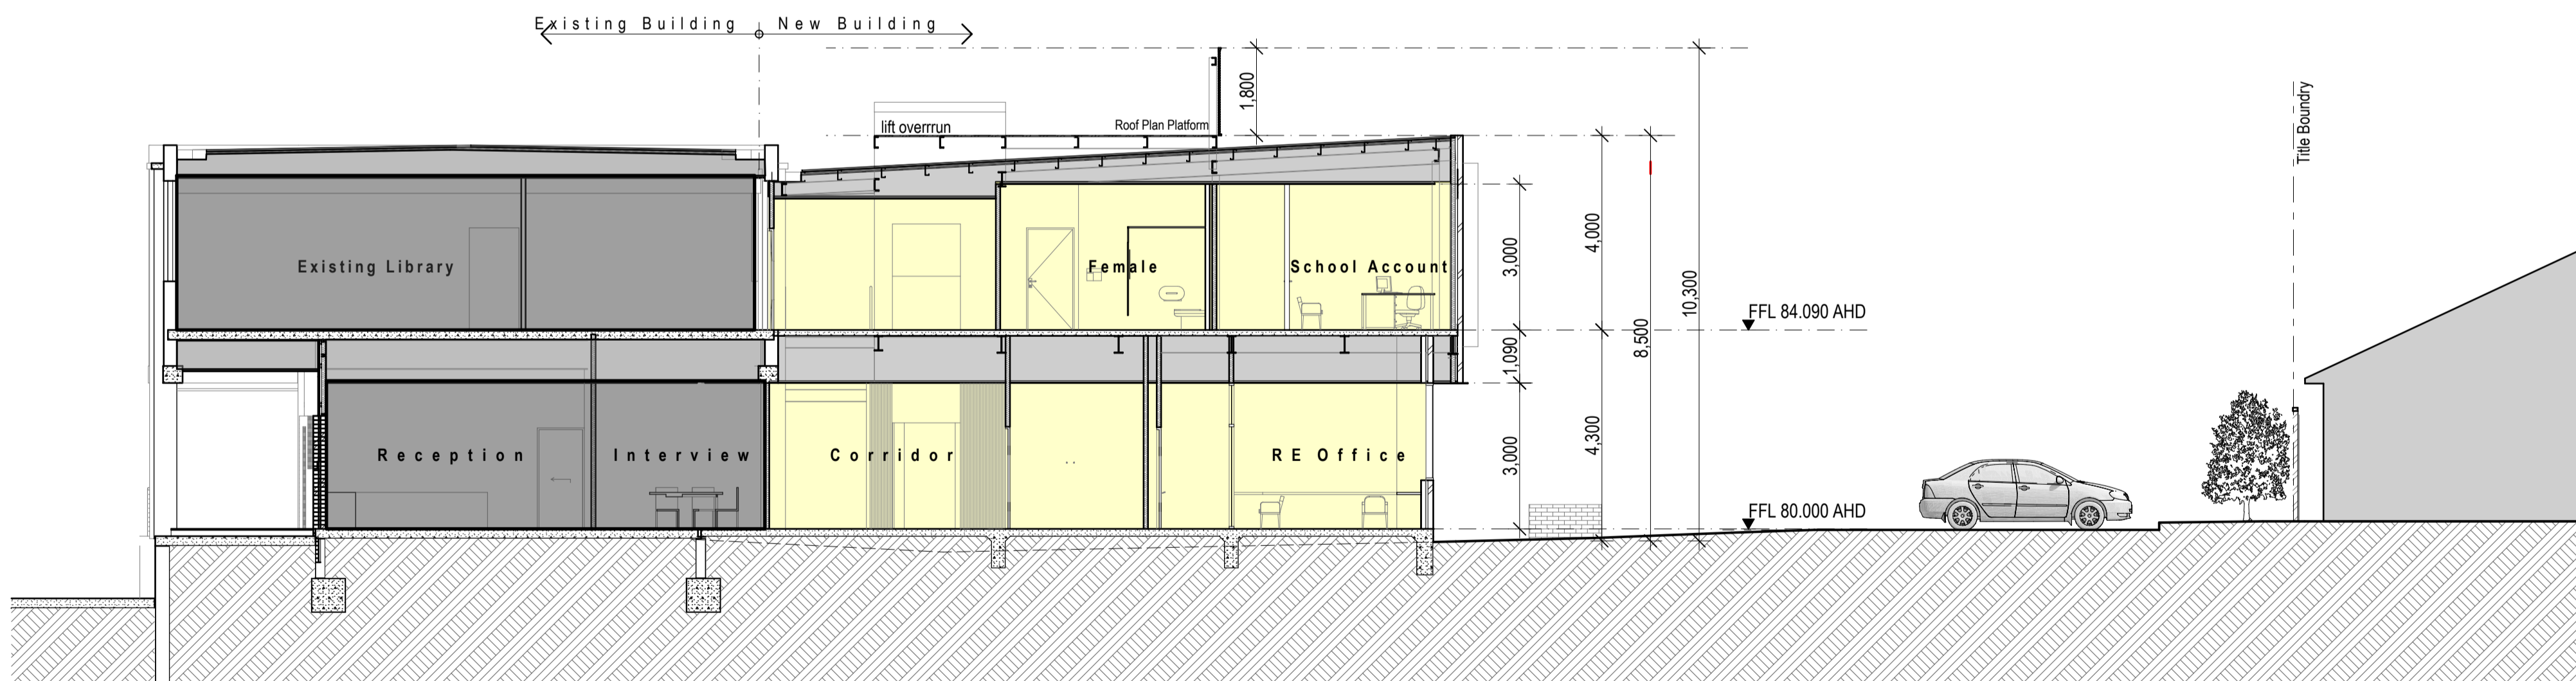 Existing Building
New Building
lift overrrun
Roof Plan Platform
1,800
Title Boundry
Existing Library
Female
School Account
3,000
4,000
10,300
FFL 84.090 AHD
8,500
1,090
Reception
Interview
Corridor
RE Office
3,000
4,300
FFL 80.000 AHD